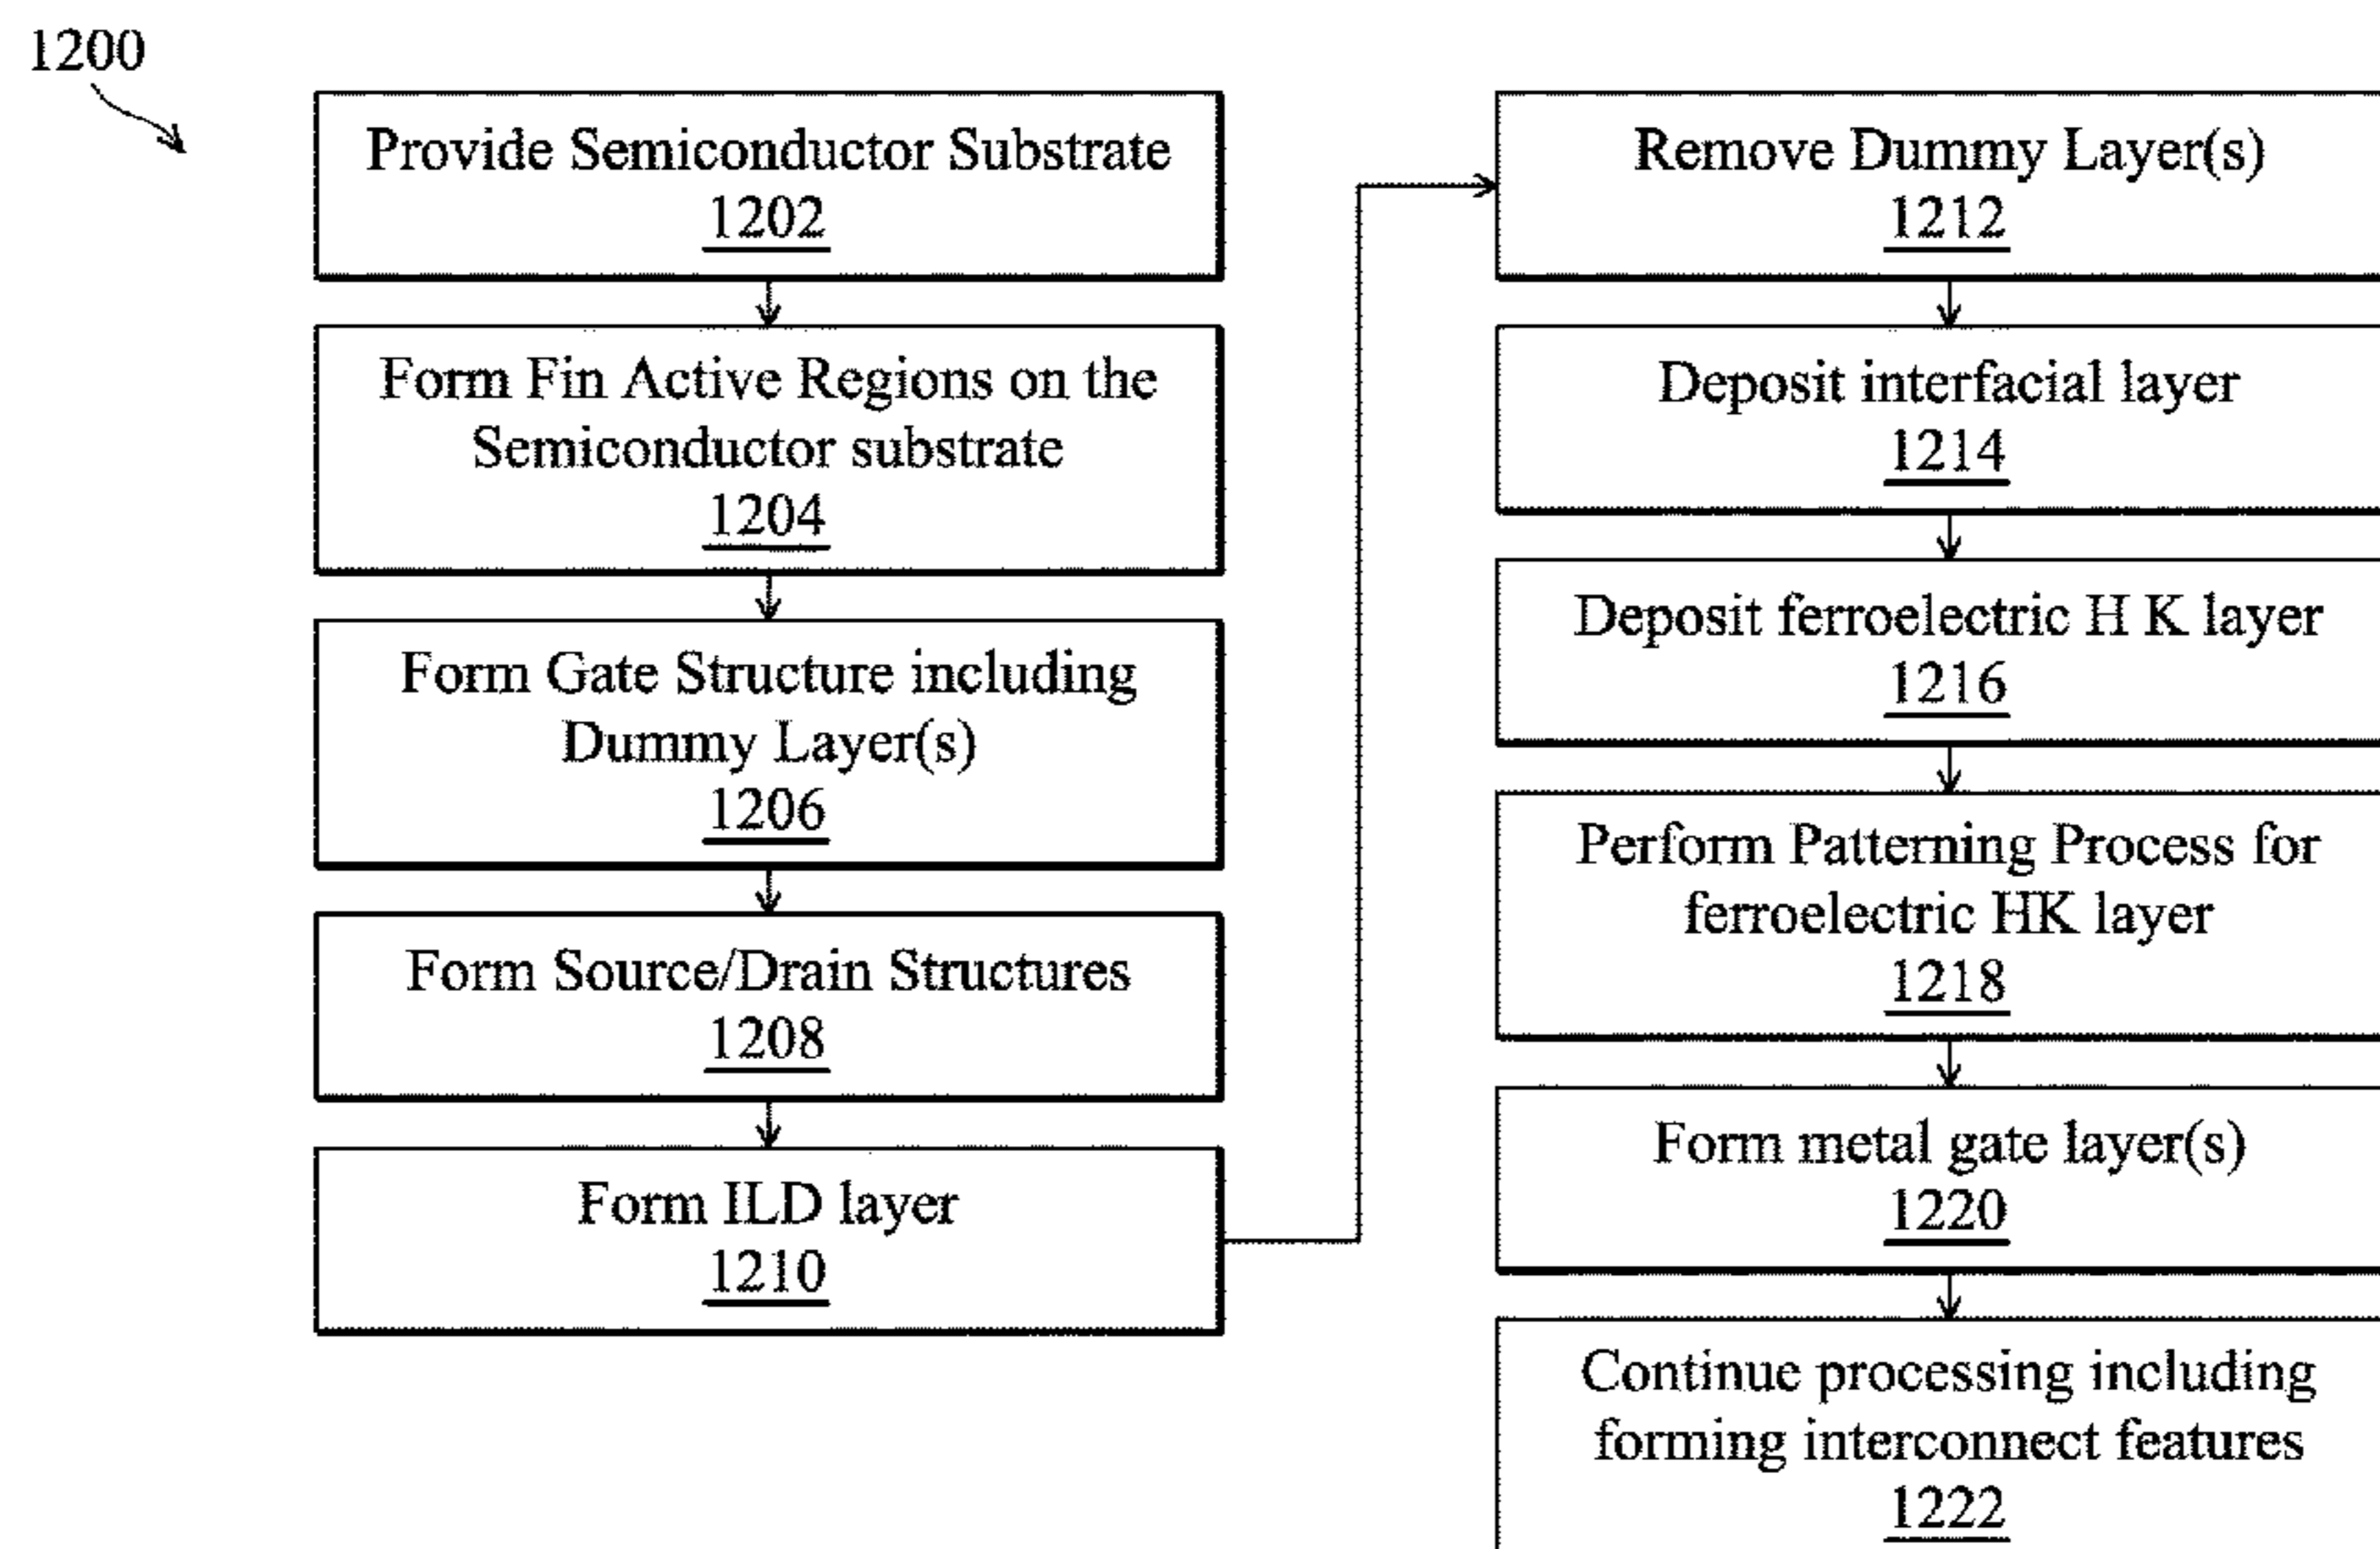 1200
Provide Semiconductor Substrate
1202
Form Fin Active Regions on the
Semiconductor substrate
1204
Form Gate Structure including
Dummy Layer(s)
1206
Form Source/Drain Structures
1208
Form ILD layer
1210
Remove Dummy Layer(s)
1212
Deposit interfacial layer
1214
Deposit ferroelectric H K layer
1216
Perform Patterning Process for
ferroelectric HK layer
1218
Form metal gate layer(s)
1220
Continue processing including
forming interconnect features
1222